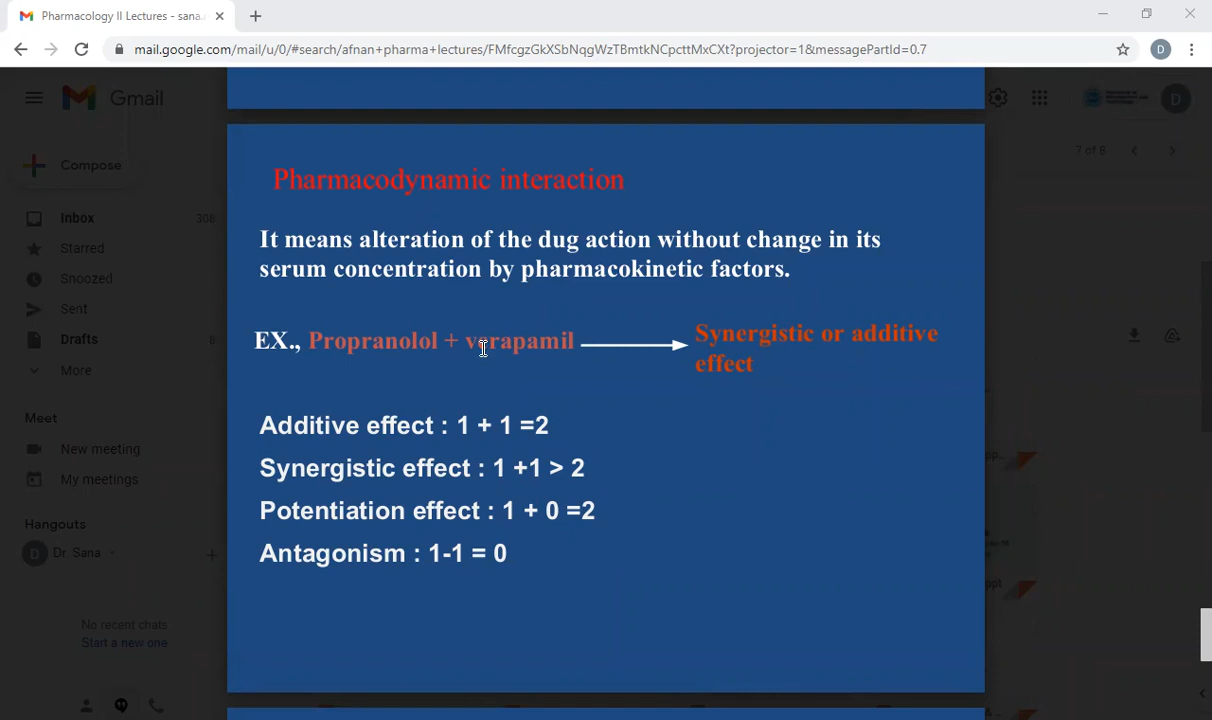 Pharmacology II Lectures - sana.
mail.google.com/mail/u/0/#search/afnan+pharma+lectures/FMfcgzGkXSbNqgWzTBmtkNCpcttMxCXt?projector=1&messagePartId=0.7
D
Gmail
D
Compose
7 of 8
Inbox 308
Starred
Snoozed
Sent
Drafts
More
Meet
New meeting
My meetings
Hangouts
D Dr. Sana
No recent chats
Start a new one
Pharmacodynamic interaction
It means alteration of the dug action without change in its
serum concentration by pharmacokinetic factors.
EX., Propranolol + verapamil
Synergistic or additive
effect
Additive effect : 1 + 1 =2
Synergistic effect : 1 +1 > 2
Potentiation effect : 1 + 0 =2
Antagonism : 1-1 = 0